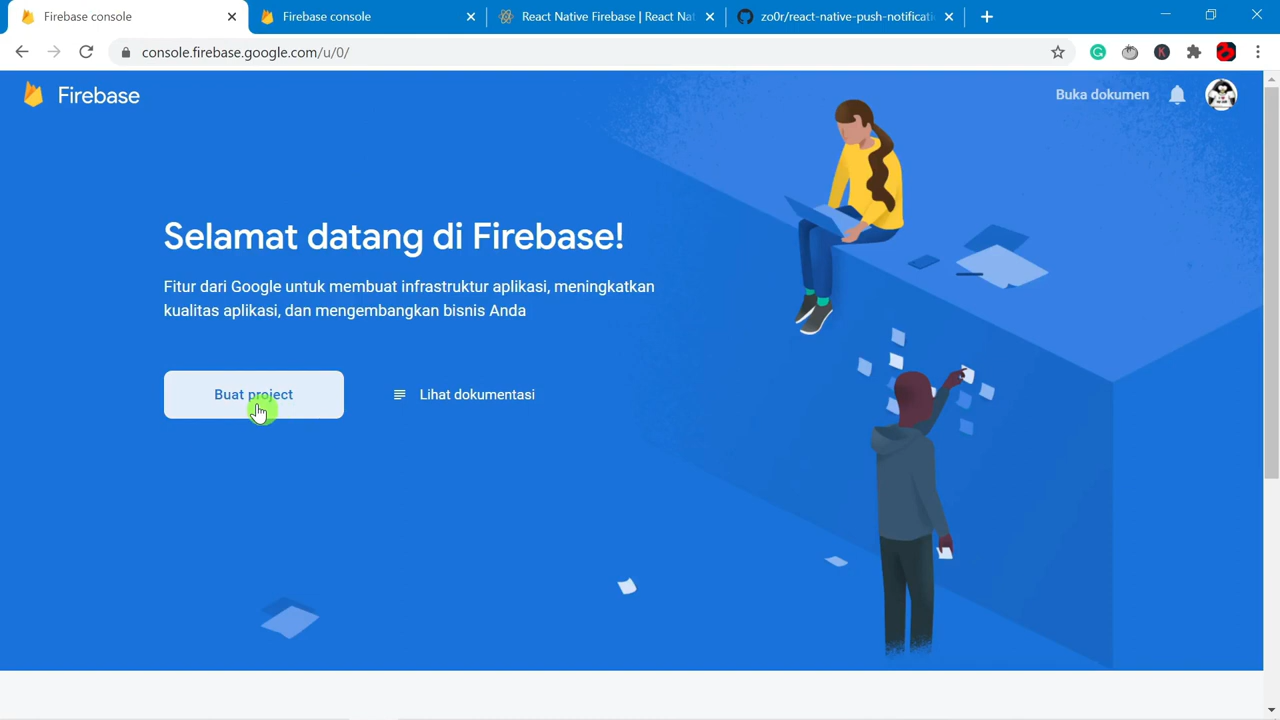 Firebase console
Firebase console
React Native Firebase | React Nat
zo0r/react-native-push-notificati
console.firebase.google.com/u/0/
Firebase
Buka dokumen
Selamat datang di Firebase!
Fitur dari Google untuk membuat infrastruktur aplikasi, meningkatkan
kualitas aplikasi, dan mengembangkan bisnis Anda
Buat project
Lihat dokumentasi